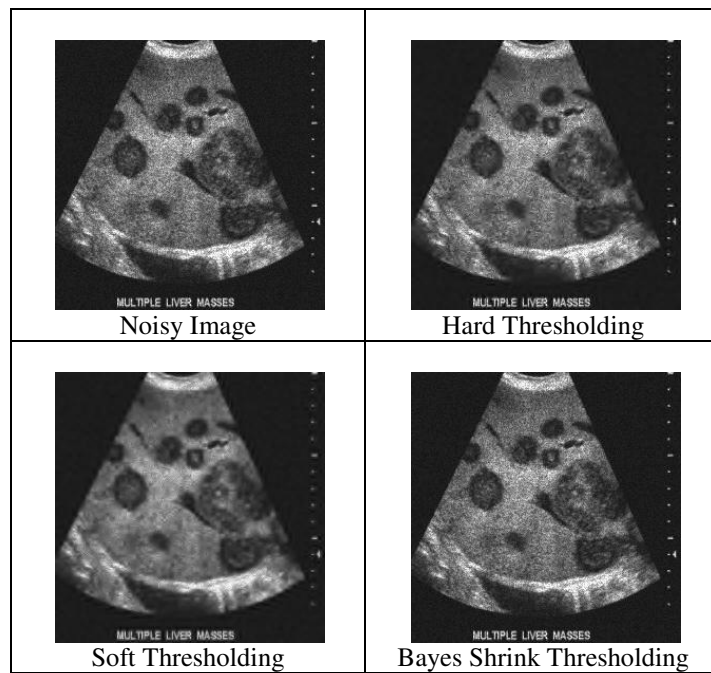 MULTIPLE LIVER MASSES
Noisy Image
MULTIPLE LIVER MASSES
Hard Thresholding
MULTIPLE LIVER MASSES
Soft Thresholding
MULTIPLE LIVER MASSES
Bayes Shrink Thresholding